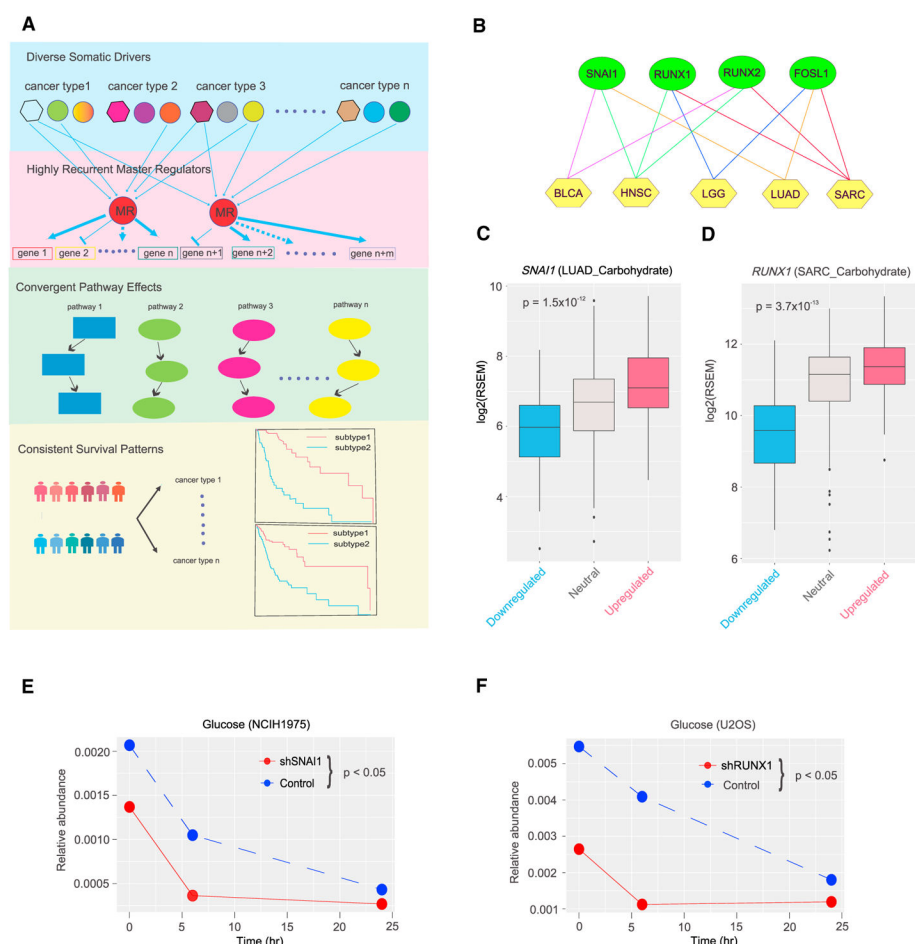 A
Diverse Somatic Drivers
cancer type1 cancer type 2 cancer type 3 cancer type n
Highly Recurrent Master Regulators
MR MR
gene 1 gene 2 gene n gene n+1 gene n+2 gene n+m
Convergent Pathway Effects
pathway 1 pathway 2 pathway 3 pathway n
Consistent Survival Patterns
cancer type 1
cancer type n
subtype1
subtype2
subtype1
subtype2
B
SNAI1 RUNX1 RUNX2 FOSL1
BLCA HNSC LGG LUAD SARC
C
SNAI1 (LUAD_Carbohydrate)
p = 1.5x10⁻¹²
log2(RSEM)
10
8
6
4
Downregulated Neutral Upregulated
D
RUNX1 (SARC_Carbohydrate)
p = 3.7x10⁻¹³
log2(RSEM)
12
10
8
6
Downregulated Neutral Upregulated
E
Glucose (NCIH1975)
Relative abundance
0.0020
0.0015
0.0010
0.0005
shSNAI1
Control
} p < 0.05
0 5 10 15 20 25
Time (hr)
F
Glucose (U2OS)
Relative abundance
0.005
0.004
0.003
0.002
0.001
shRUNX1
Control
} p < 0.05
0 5 10 15 20 25
Time (hr)